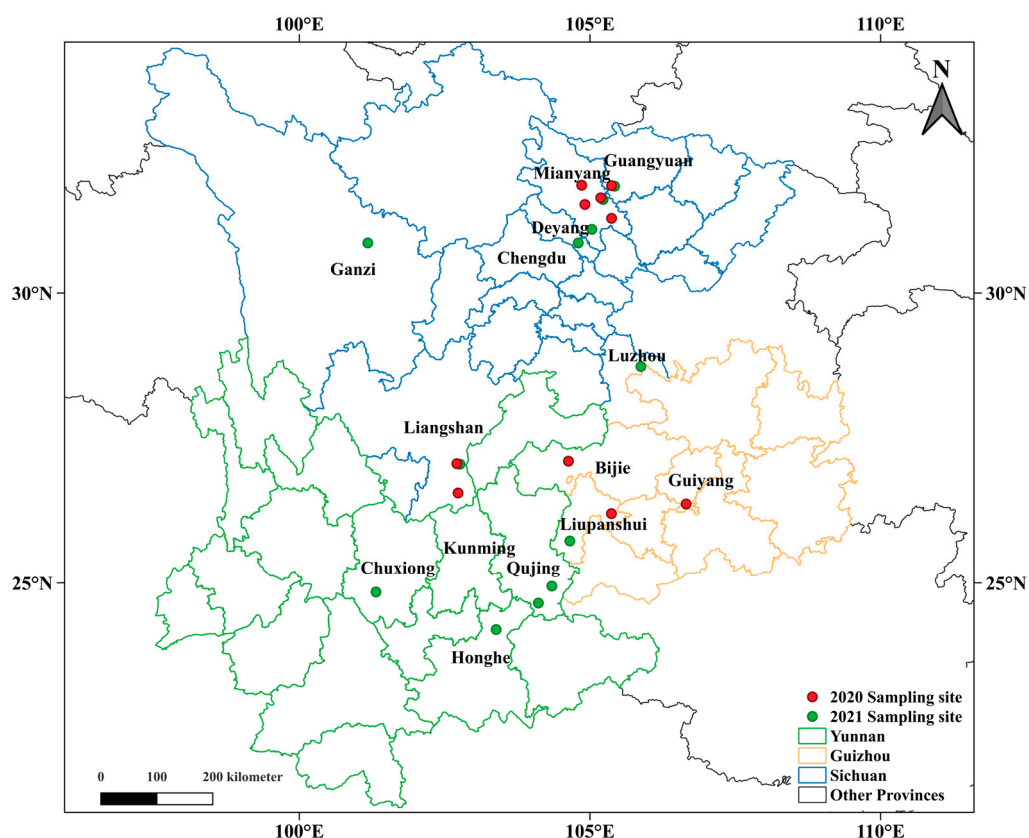 100°E 105°E 110°E
N
Guangyuan
Mianyang
Deyang
Chengdu
Ganzi
30°N 30°N
Luzhou
Liangshan
Bijie
Guiyang
Liupanshui
Kunming
Chuxiong Qujing
25°N 25°N
Honghe
2020 Sampling site
2021 Sampling site
Yunnan
Guizhou
Sichuan
Other Provinces
0 100 200 kilometer
100°E 105°E 110°E